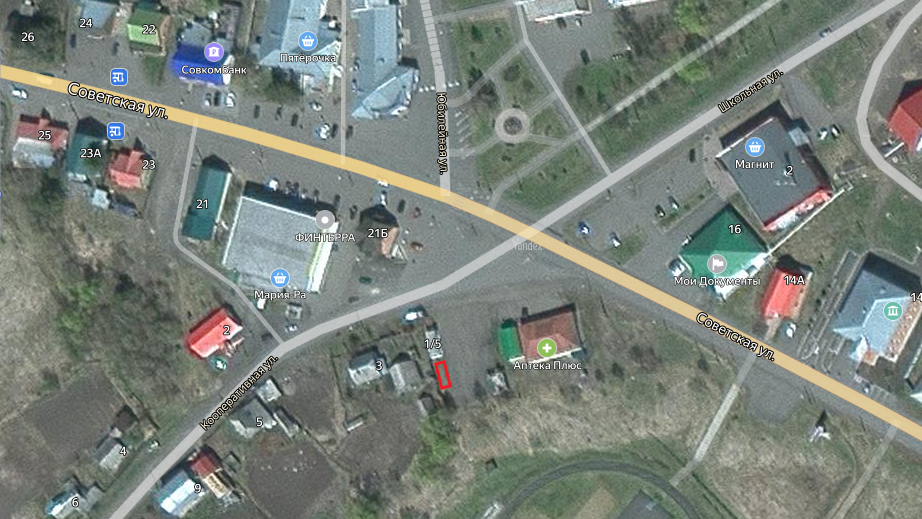 24
22
26
Совкомбанк
Пятёрочка
Советская ул.
Юбилейная ул.
Школьная ул.
25
23А
23
Магнит
2
21
ФИНТЕРРА
21Б
16
Yandex
Мария-Ра
Мои Документы
14А
14
2
1/5
Советская ул.
3
Аптека Плюс
Кооперативная ул.
5
4
9
6